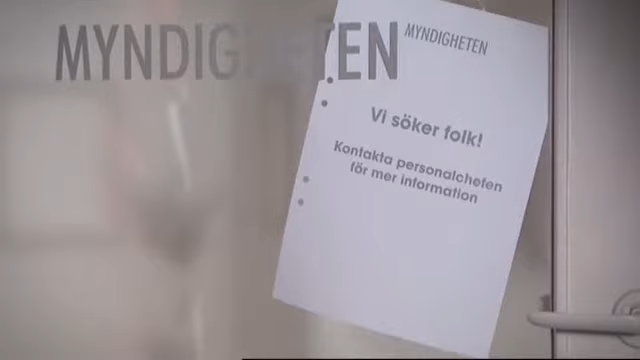 MYNDIGHETEN
MYNDIGHETEN
Vi söker folk!
Kontakta personalchefen
för mer information